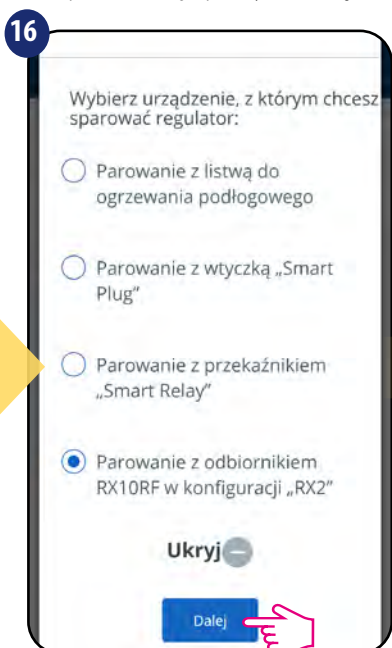 16
Wybierz urządzenie, z którym chcesz
sparować regulator:
Parowanie z listwą do
ogrzewania podłogowego
Parowanie z wtyczką „Smart
Plug”
Parowanie z przekaźnikiem
„Smart Relay”
Parowanie z odbiornikiem
RX10RF w konfiguracji „RX2”
Ukryj
Dalej